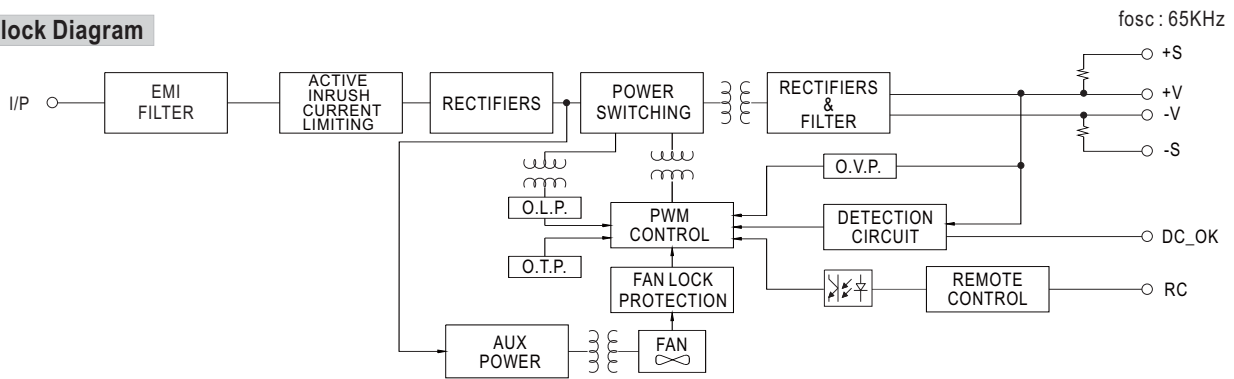 lock Diagram
fosc : 65KHz
I/P
EMI
FILTER
ACTIVE
INRUSH
CURRENT
LIMITING
RECTIFIERS
POWER
SWITCHING
RECTIFIERS
&
FILTER
+S
+V
-V
-S
O.L.P.
O.T.P.
PWM
CONTROL
O.V.P.
DETECTION
CIRCUIT
DC_OK
FAN LOCK
PROTECTION
REMOTE
CONTROL
RC
AUX
POWER
FAN